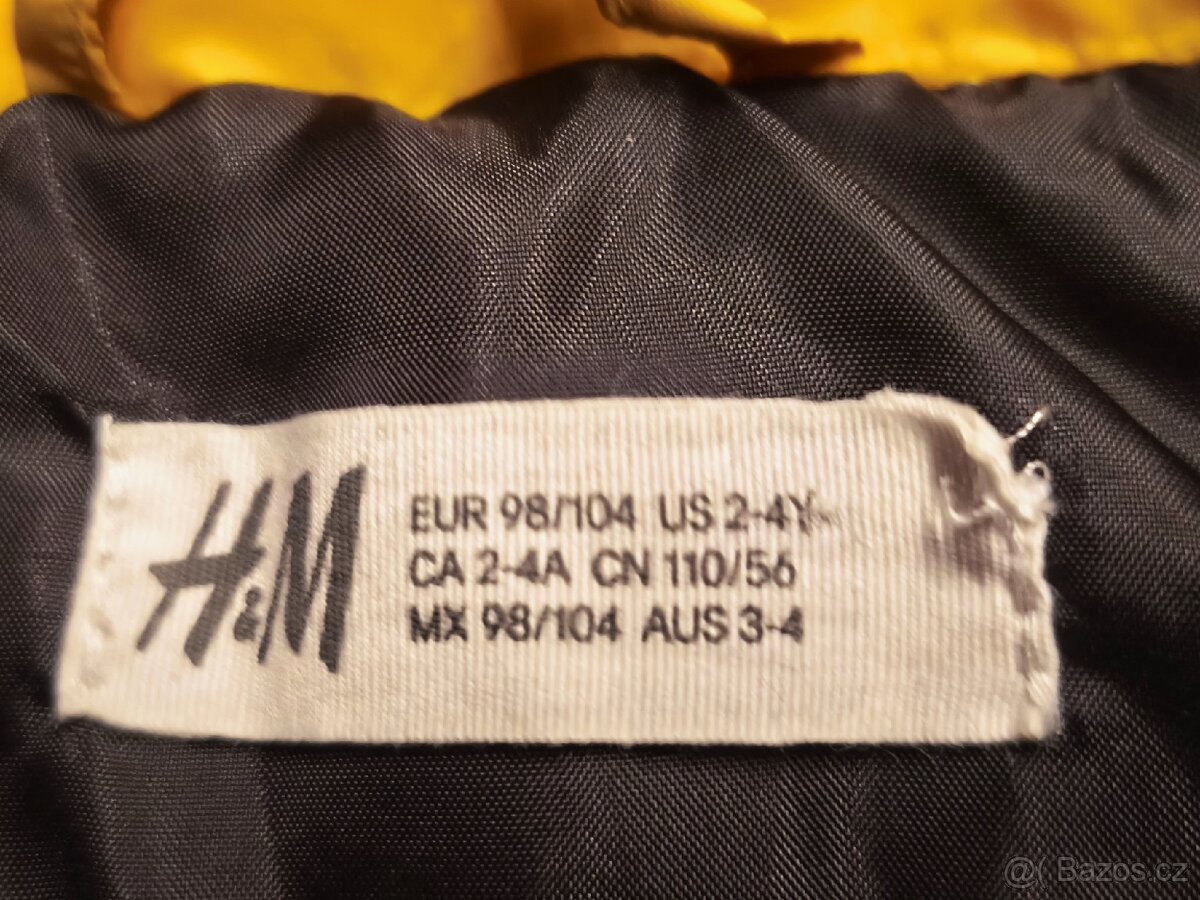 H&M
EUR 98/104 US 2-4Y
CA 2-4A CN 110/56
MX 98/104 AUS 3-4
@( Bazos.cz